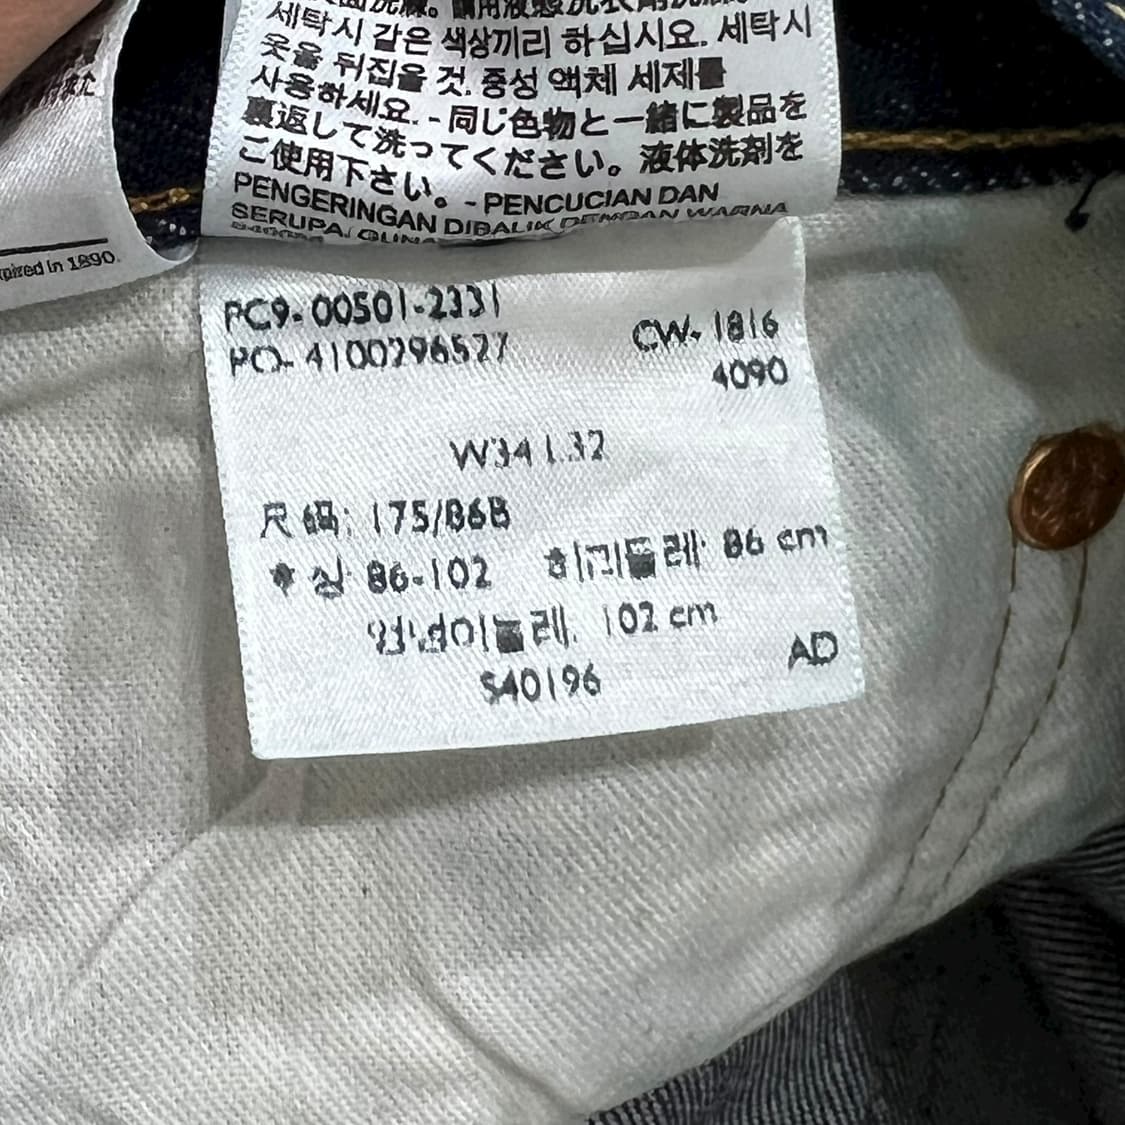 세탁시 같은 색상끼리 하십시요. 세탁시
옷을 뒤집을 것. 중성 액체 세제를
사용하세요. - 同じ色物と一緒に製品を
裏返して洗ってください。液体洗剤を
ご使用下さい。- PENCUCIAN DAN
PENGERINGAN DIBALIK DENGAN WARNA
SERUPA
in 1890.
PC9-00501-2331
PO-4100296527
CW-1816
4090
W34 L32
尺码: 175/86B
86-102
허리둘레: 86 cm
엉덩이둘레: 102 cm
S40196
AD